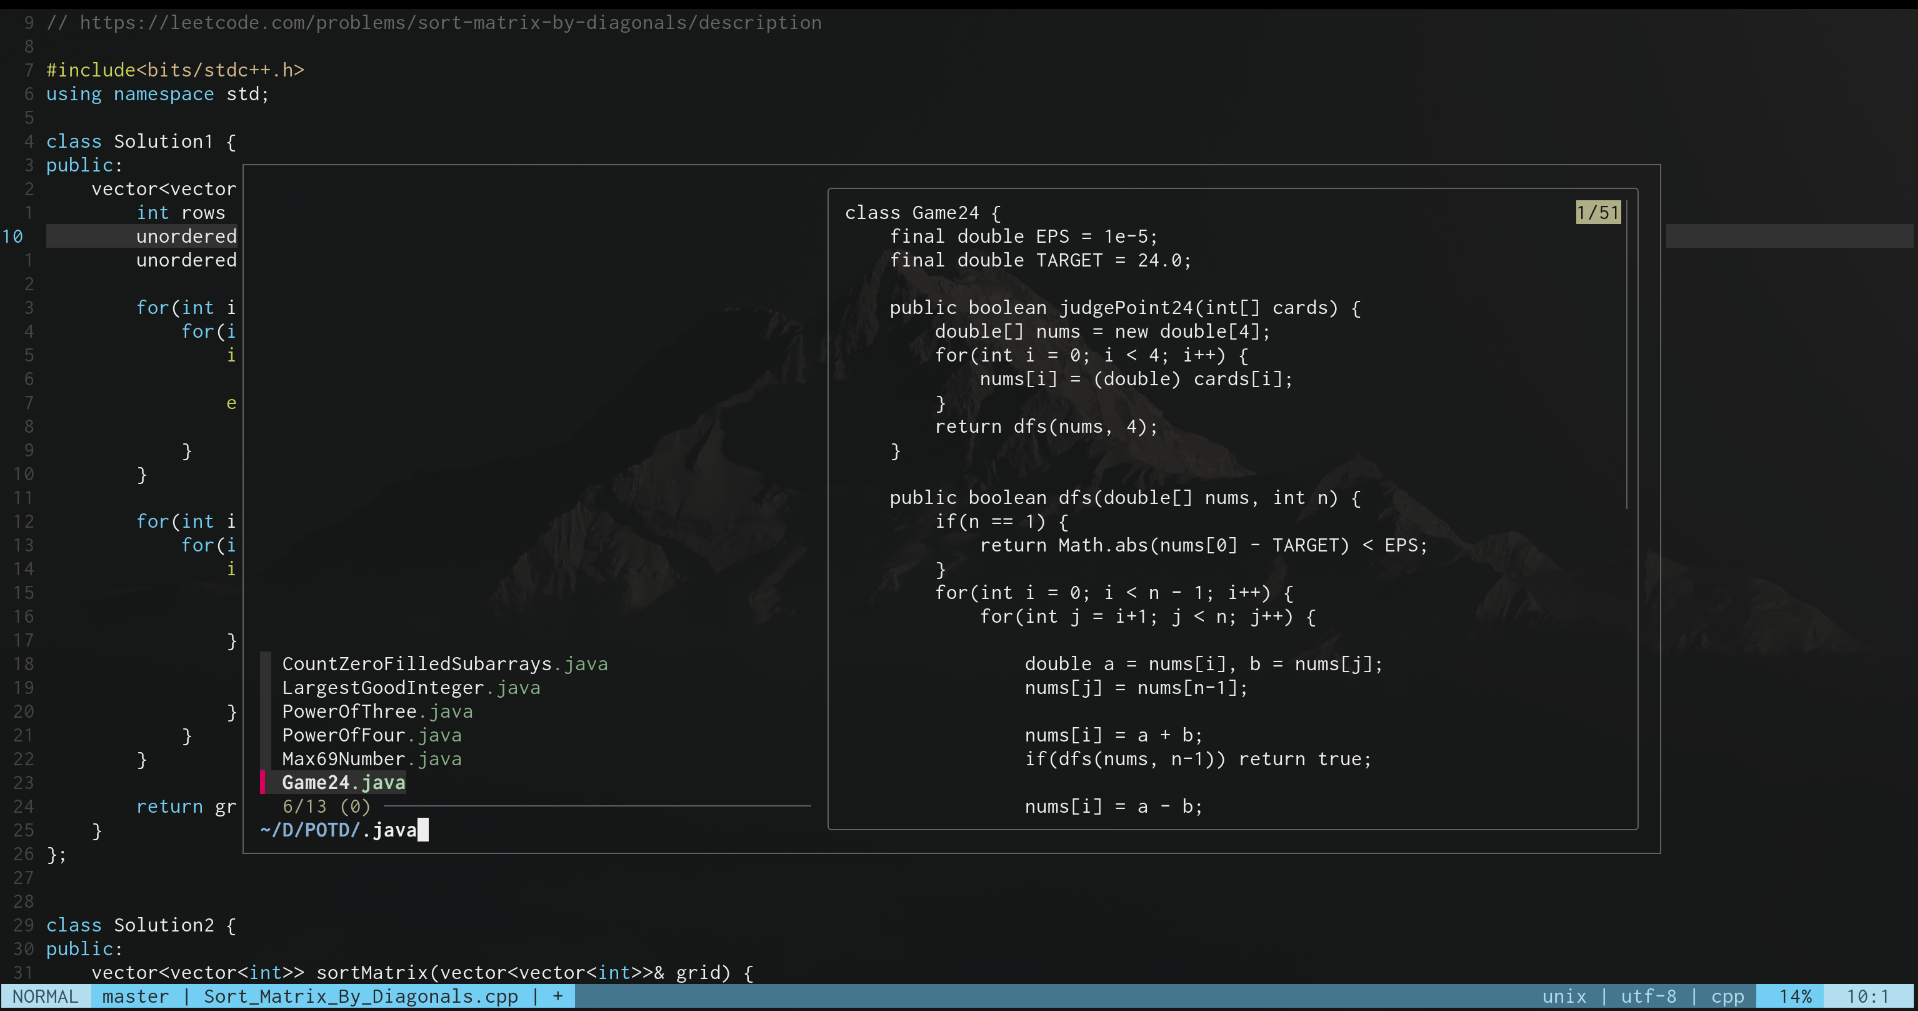 9 // https://leetcode.com/problems/sort-matrix-by-diagonals/description
8
7 #include<bits/stdc++.h>
6 using namespace std;
5
4 class Solution1 {
3 public:
2     vector<vector
1         int rows
10         unordered
1         unordered
2
3         for(int i
4             for(i
5                 i
6
7                 e
8
9             }
10         }
11
12         for(int i
13             for(i
14                 i
15
16
17                 }
18
19
20                 }
21             }
22         }
23
24         return gr
25     }
26 };
27
28
29 class Solution2 {
30 public:
31     vector<vector<int>> sortMatrix(vector<vector<int>>& grid) {
CountZeroFilledSubarrays.java
LargestGoodInteger.java
PowerOfThree.java
PowerOfFour.java
Max69Number.java
Game24.java
6/13 (0)
~/D/POTD/.java
class Game24 { 1/51
    final double EPS = 1e-5;
    final double TARGET = 24.0;
    public boolean judgePoint24(int[] cards) {
        double[] nums = new double[4];
        for(int i = 0; i < 4; i++) {
            nums[i] = (double) cards[i];
        }
        return dfs(nums, 4);
    }
    public boolean dfs(double[] nums, int n) {
        if(n == 1) {
            return Math.abs(nums[0] - TARGET) < EPS;
        }
        for(int i = 0; i < n - 1; i++) {
            for(int j = i+1; j < n; j++) {
                double a = nums[i], b = nums[j];
                nums[j] = nums[n-1];
                nums[i] = a + b;
                if(dfs(nums, n-1)) return true;
                nums[i] = a - b;
NORMAL master | Sort_Matrix_By_Diagonals.cpp | + unix | utf-8 | cpp 14% 10:1